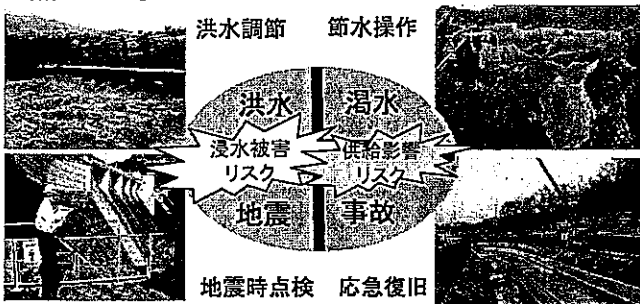 洪水調節 節水操作
洪水 渇水
浸水被害 供給影響
リスク リスク
地震 事故
地震時点検 応急復旧